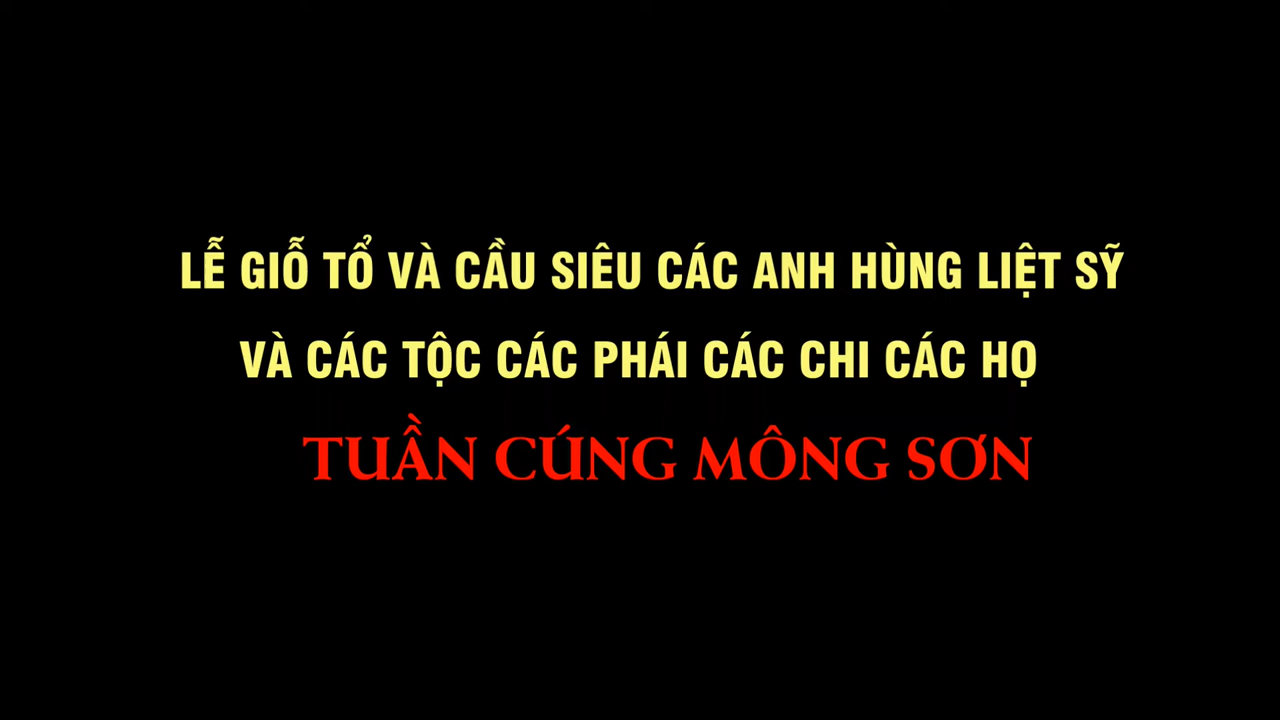 LỄ GIỖ TỔ VÀ CẦU SIÊU CÁC ANH HÙNG LIỆT SỸ
VÀ CÁC TỘC CÁC PHÁI CÁC CHI CÁC HỌ
TUẦN CÚNG MÔNG SƠN